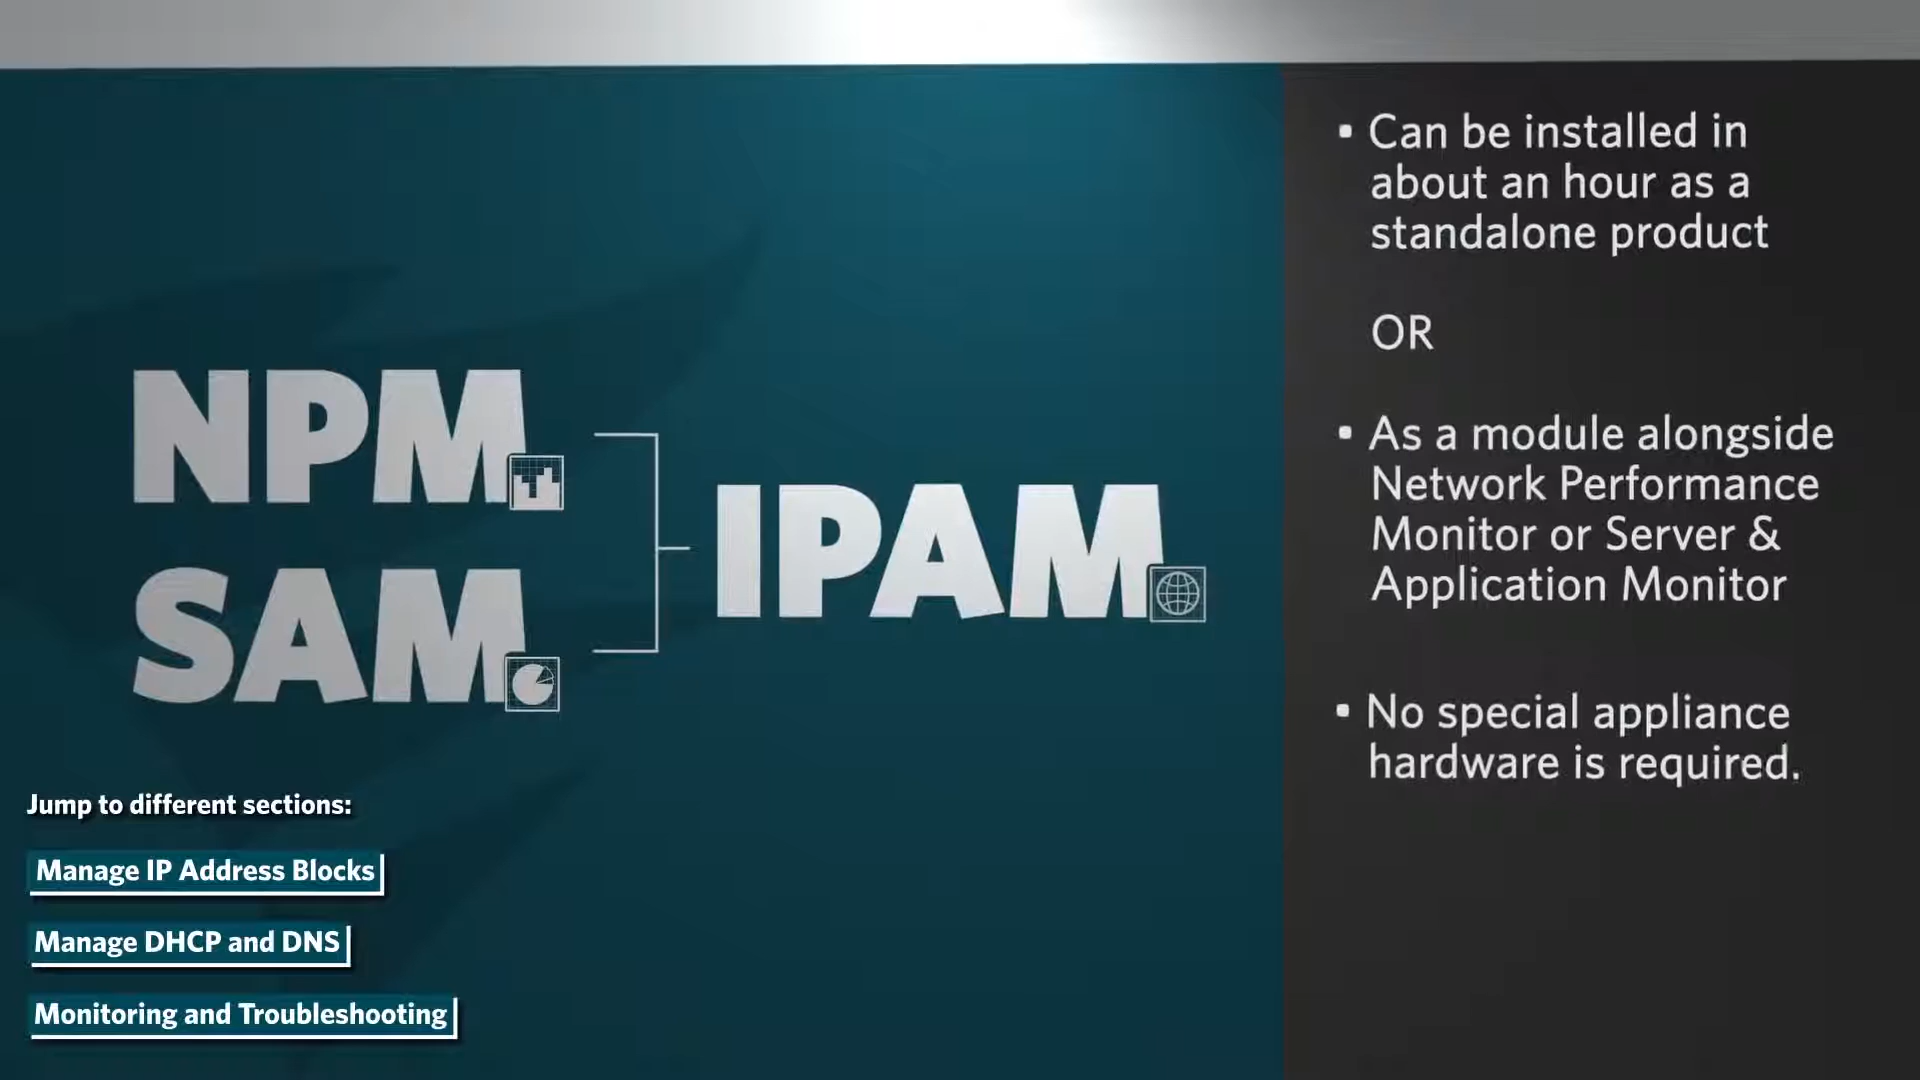 NPM
SAM
IPAM
Jump to different sections:
Manage IP Address Blocks
Manage DHCP and DNS
Monitoring and Troubleshooting
▪ Can be installed in
about an hour as a
standalone product
OR
▪ As a module alongside
Network Performance
Monitor or Server &
Application Monitor
▪ No special appliance
hardware is required.